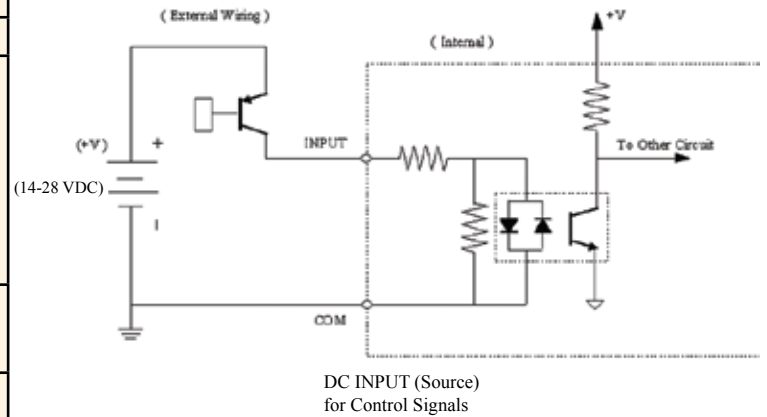 ( External Wiring )
+V
( Internal )
(+V)
+
INPUT
To Other Circuit
(14-28 VDC)
COM
DC INPUT (Source)
for Control Signals